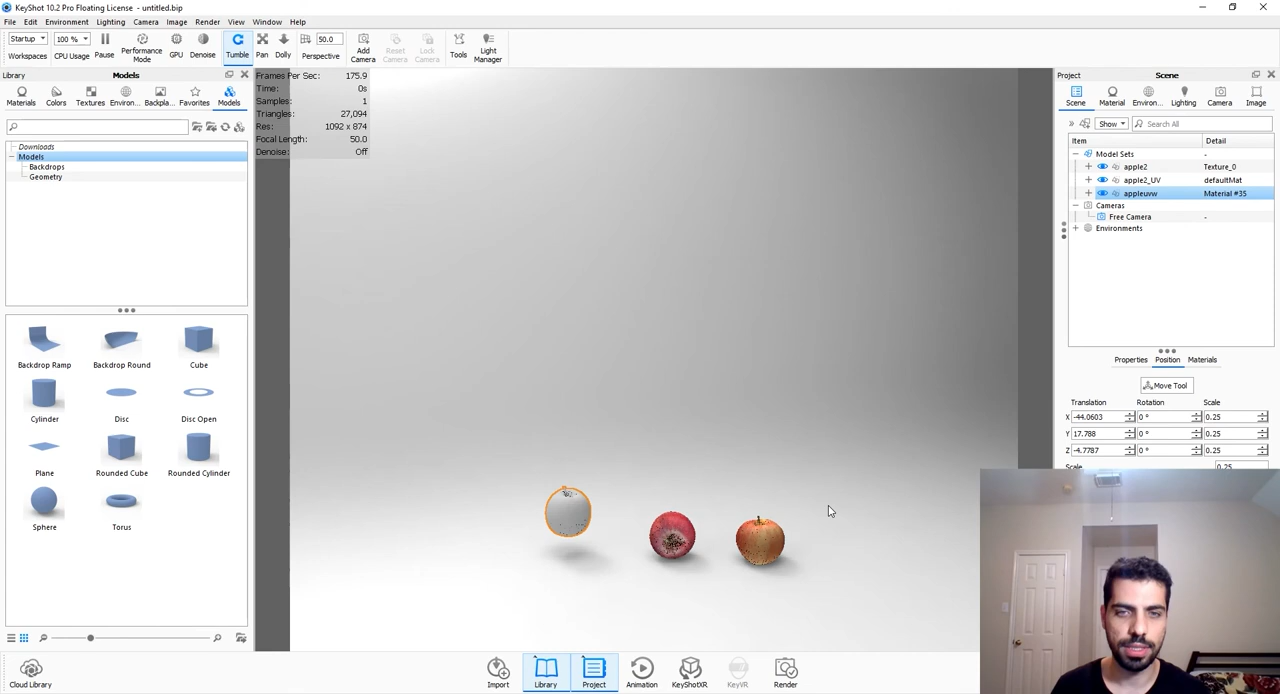 KeyShot 10.2 Pro Floating License - untitled.bip
File Edit Environment Lighting Camera Image Render View Window Help
Startup 100 % 50.0
Workspaces CPU Usage Pause Performance Mode GPU Denoise Tumble Pan Dolly Perspective Add Camera Reset Camera Lock Camera Tools Light Manager
Library Models
Materials Colors Textures Environ... Backpla... Favorites Models
Downloads
Models
Backdrops
Geometry
Backdrop Ramp Backdrop Round Cube
Cylinder Disc Disc Open
Plane Rounded Cube Rounded Cylinder
Sphere Torus
Frames Per Sec: 175.9
Time: 0s
Samples: 1
Triangles: 27,094
Res: 1092 x 874
Focal Length: 50.0
Denoise: Off
Project Scene
Scene Material Environ... Lighting Camera Image
» Show Search All
Item Detail
Model Sets -
apple2 Texture_0
apple2_UV defaultMat
appleuvw Material #35
Cameras
Free Camera -
Environments
Properties Position Materials
Move Tool
Translation Rotation Scale
X -44.0603 0 ° 0.25
Y 17.788 0 ° 0.25
Z -4.7787 0 ° 0.25
Scale
0.25
Cloud Library Import Library Project Animation KeyShotXR KeyVR Render